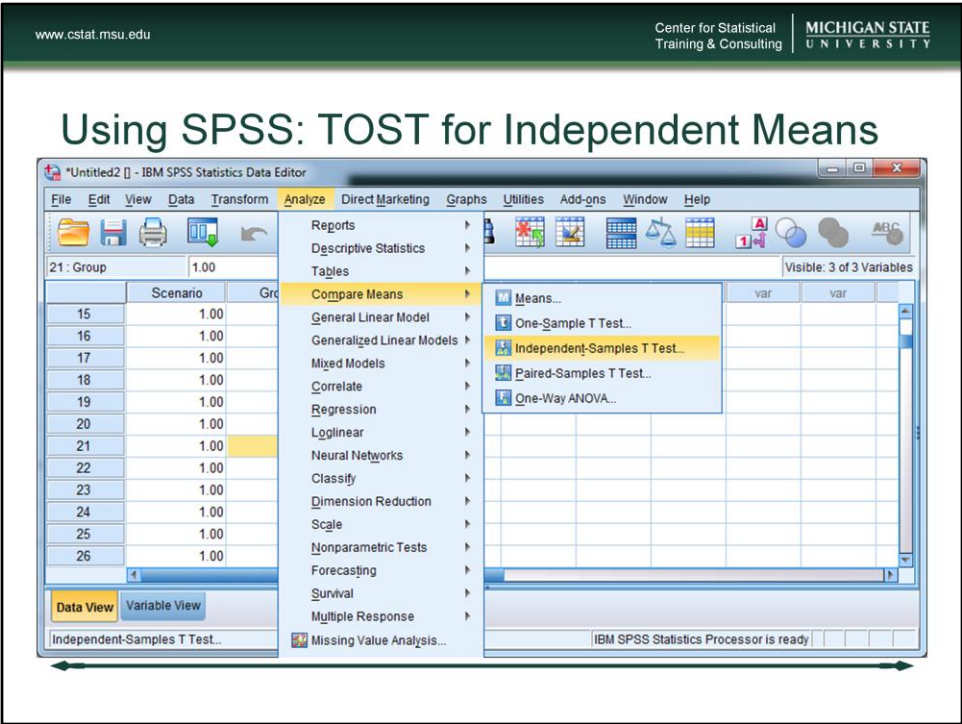 www.cstat.msu.edu
Center for Statistical
Training & Consulting
MICHIGAN STATE
UNIVERSITY
Using SPSS: TOST for Independent Means
*Untitled2 [] - IBM SPSS Statistics Data Editor
File Edit View Data Transform Analyze Direct Marketing Graphs Utilities Add-ons Window Help
21 : Group 1.00 Visible: 3 of 3 Variables
Scenario var var
15 1.00
16 1.00
17 1.00
18 1.00
19 1.00
20 1.00
21 1.00
22 1.00
23 1.00
24 1.00
25 1.00
26 1.00
Reports
Descriptive Statistics
Tables
Compare Means
General Linear Model
Generalized Linear Models
Mixed Models
Correlate
Regression
Loglinear
Neural Networks
Classify
Dimension Reduction
Scale
Nonparametric Tests
Forecasting
Survival
Multiple Response
Missing Value Analysis...
Means...
One-Sample T Test...
Independent-Samples T Test...
Paired-Samples T Test...
One-Way ANOVA...
Data View Variable View
Independent-Samples T Test... IBM SPSS Statistics Processor is ready